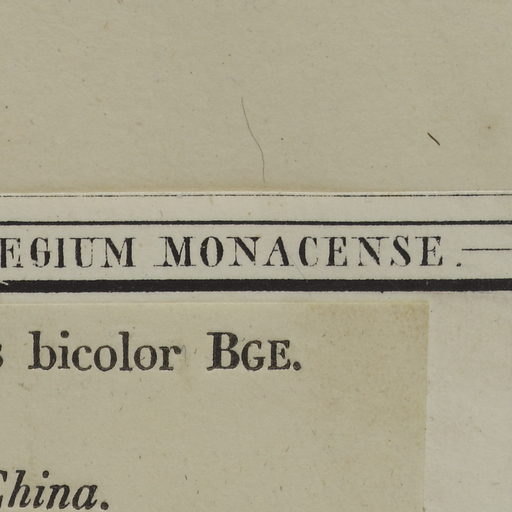 EGIUM MONACENSE.
s bicolor BGE.
China.